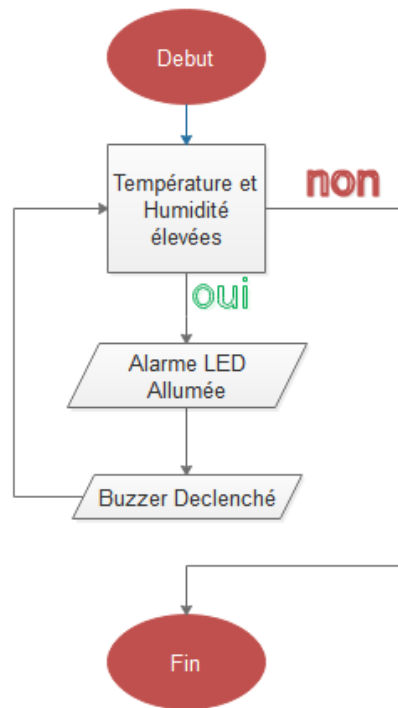 Debut
Température et
Humidité
élevées
non
oui
Alarme LED
Allumée
Buzzer Declenché
Fin